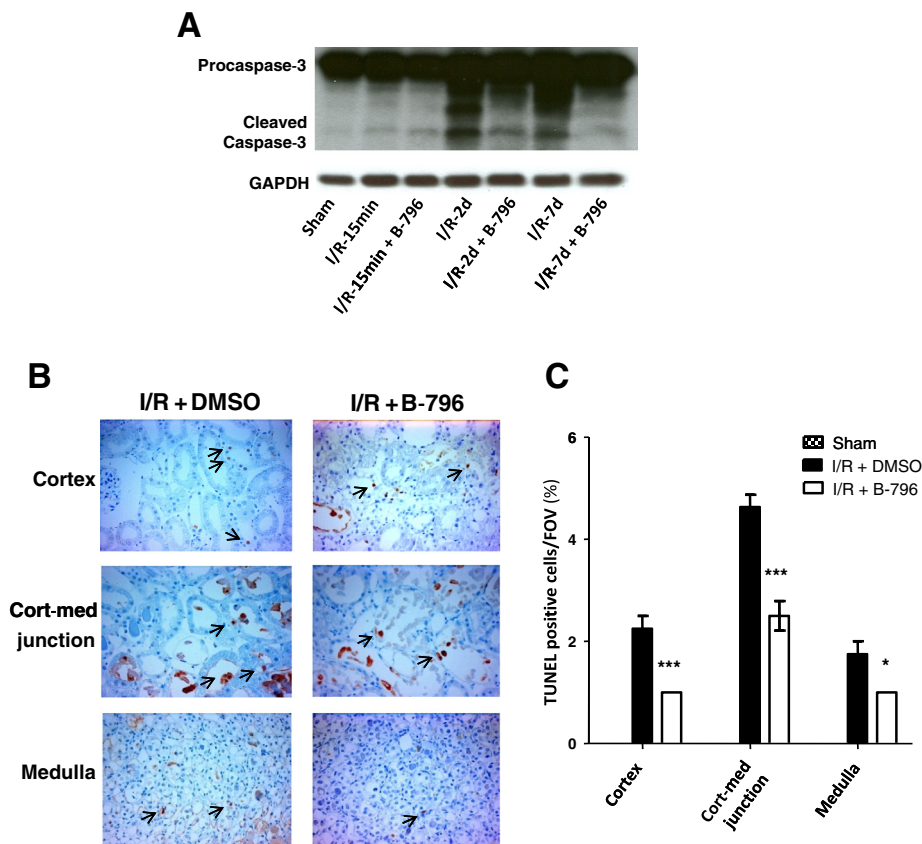 A
Procaspase-3
Cleaved
Caspase-3
GAPDH
Sham
I/R-15min
I/R-15min + B-796
I/R-2d
I/R-2d + B-796
I/R-7d
I/R-7d + B-796
B
I/R + DMSO
I/R + B-796
Cortex
Cort-med
junction
Medulla
C
Sham
I/R + DMSO
I/R + B-796
TUNEL positive cells/FOV (%)
6
4
2
0
***
***
*
Cortex
Cort-med
junction
Medulla